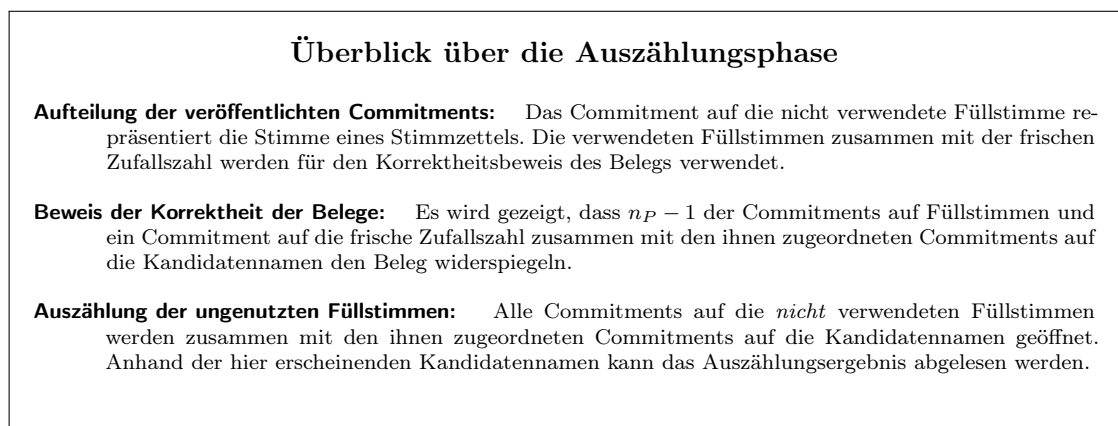 Überblick über die Auszählungsphase
Aufteilung der veröffentlichten Commitments: Das Commitment auf die nicht verwendete Füllstimme re-
präsentiert die Stimme eines Stimmzettels. Die verwendeten Füllstimmen zusammen mit der frischen
Zufallszahl werden für den Korrektheitsbeweis des Belegs verwendet.
Beweis der Korrektheit der Belege: Es wird gezeigt, dass n_P − 1 der Commitments auf Füllstimmen und
ein Commitment auf die frische Zufallszahl zusammen mit den ihnen zugeordneten Commitments auf
die Kandidatennamen den Beleg widerspiegeln.
Auszählung der ungenutzten Füllstimmen: Alle Commitments auf die nicht verwendeten Füllstimmen
werden zusammen mit den ihnen zugeordneten Commitments auf die Kandidatennamen geöffnet.
Anhand der hier erscheinenden Kandidatennamen kann das Auszählungsergebnis abgelesen werden.